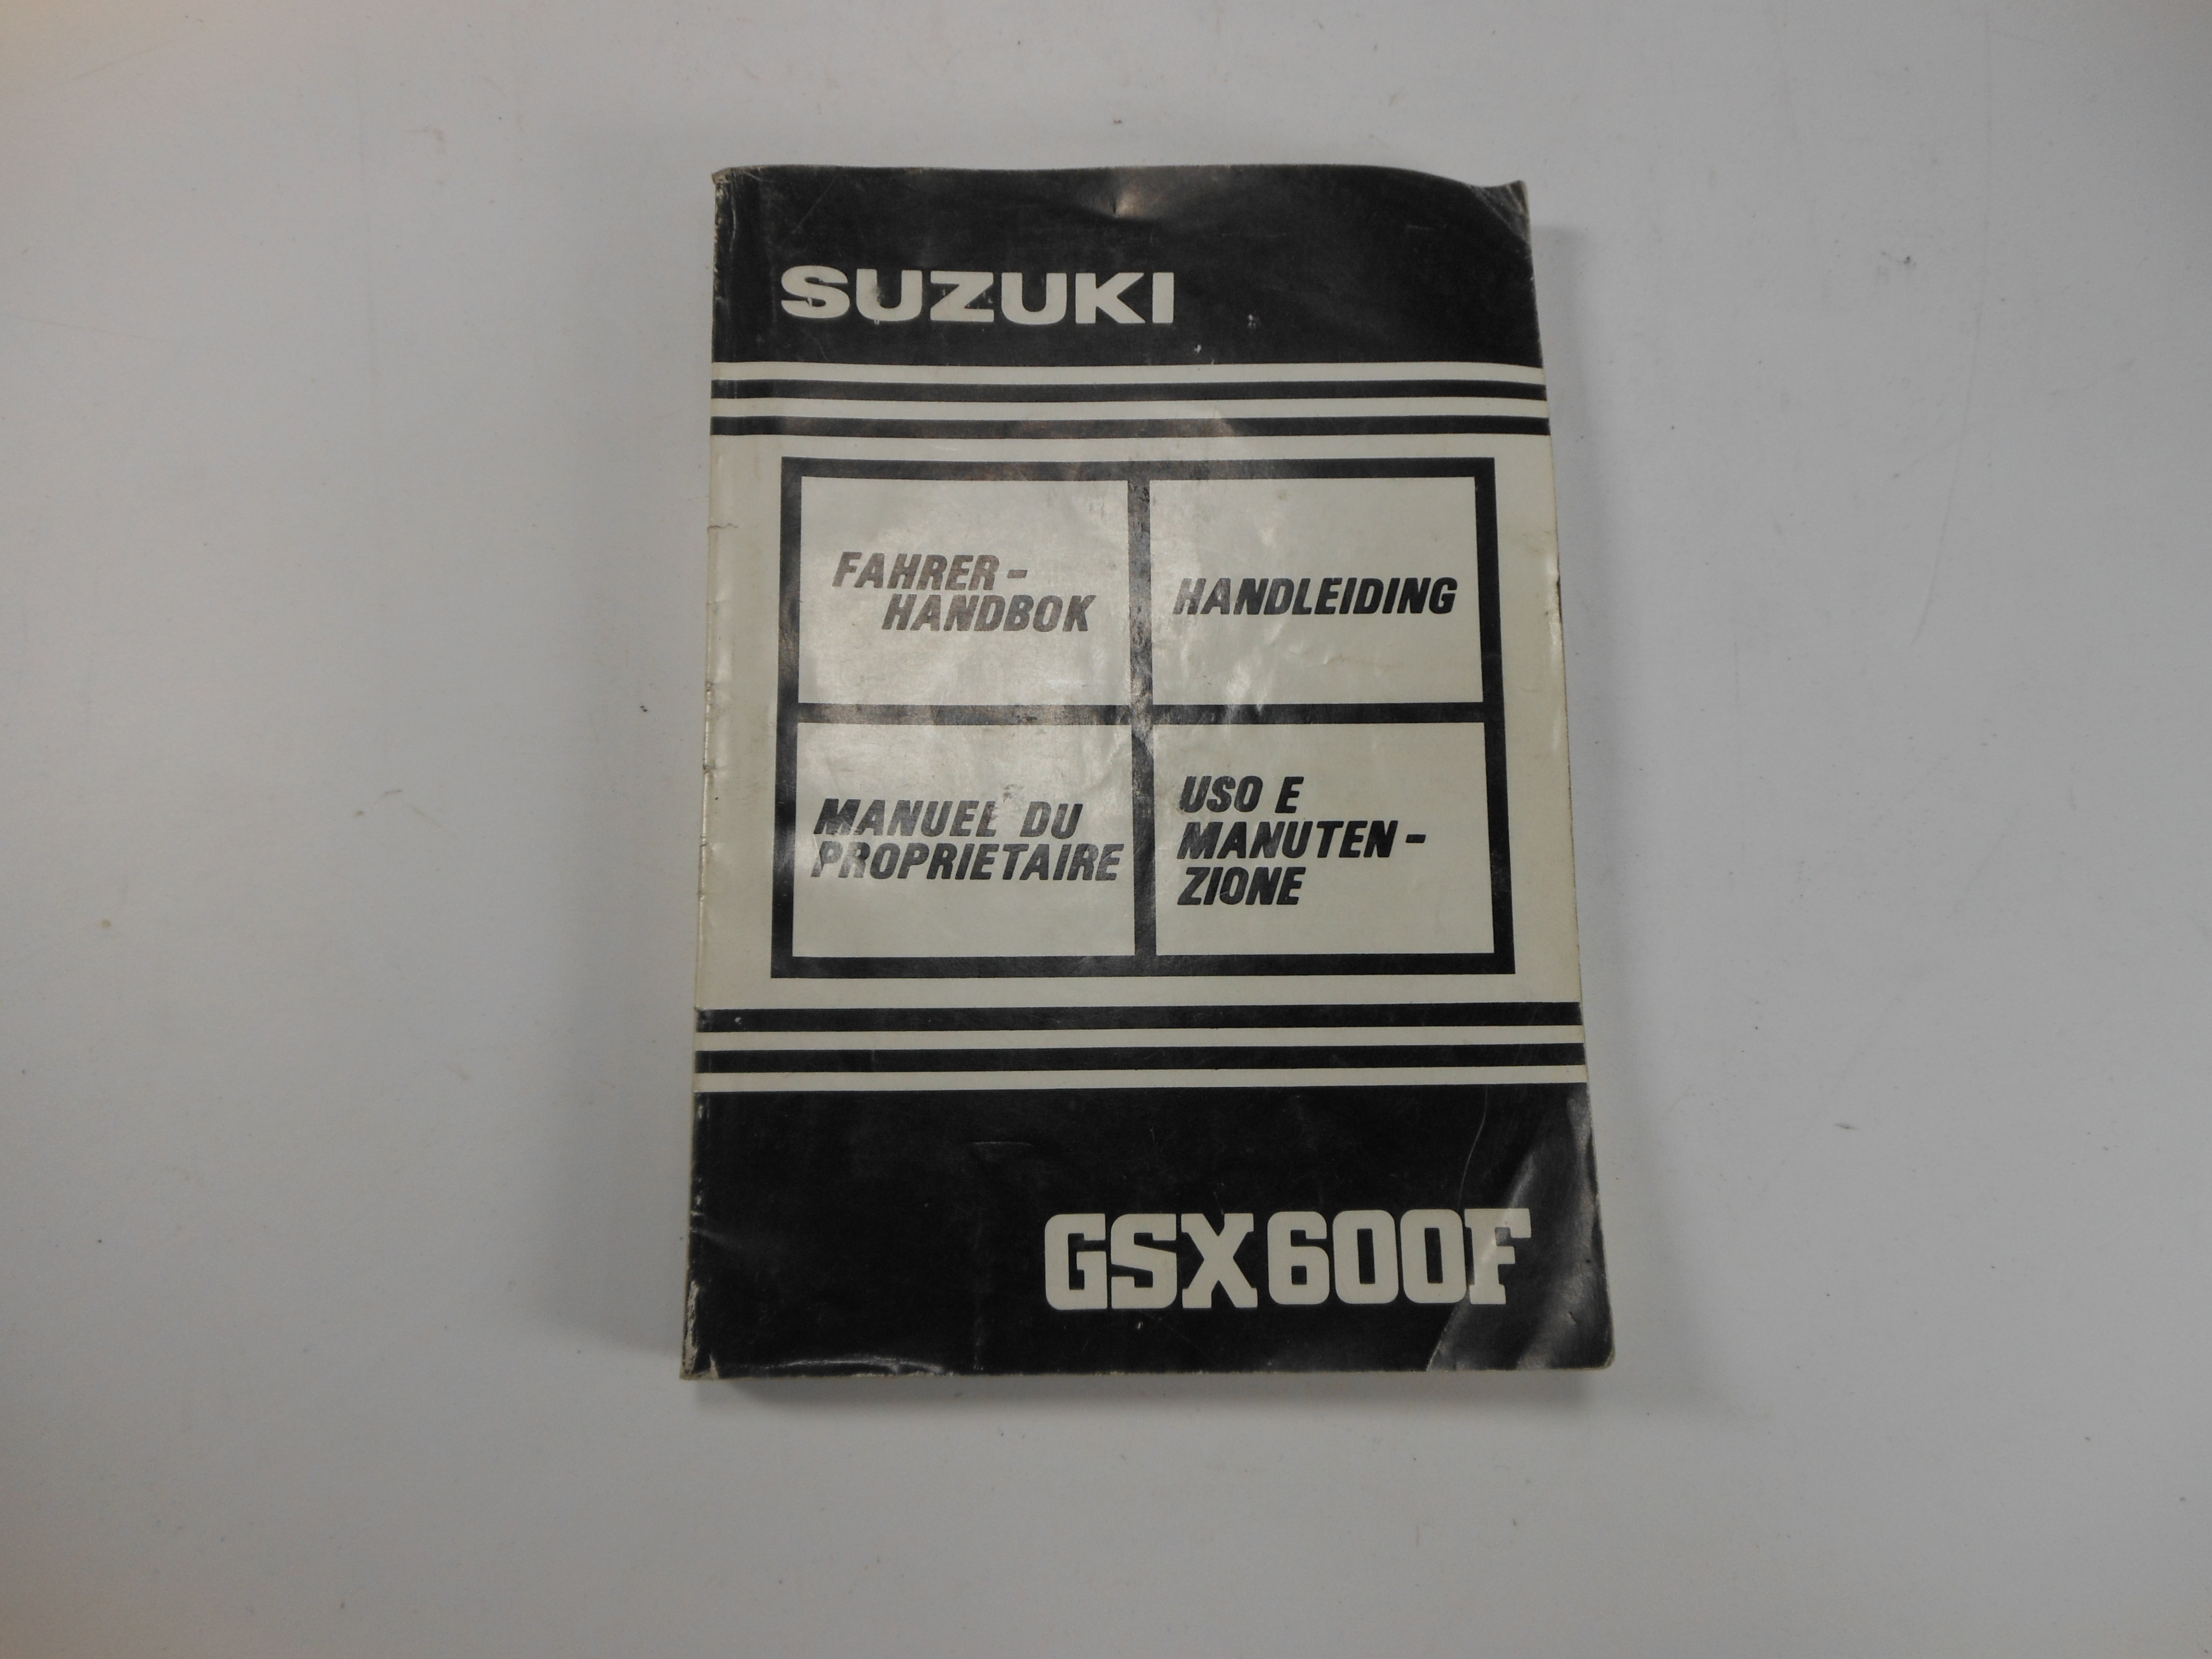 SUZUKI
FAHRER-
HANDBOK
HANDLEIDING
MANUEL DU
PROPRIETAIRE
USO E
MANUTEN-
ZIONE
GSX600F